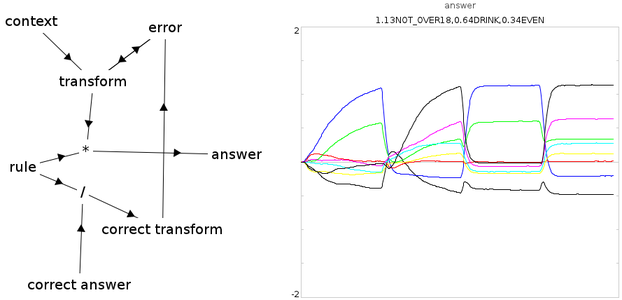 context
error
transform
*
answer
rule
/
correct transform
correct answer
answer
1.13NOT_OVER18,0.64DRINK,0.34EVEN
2
-2